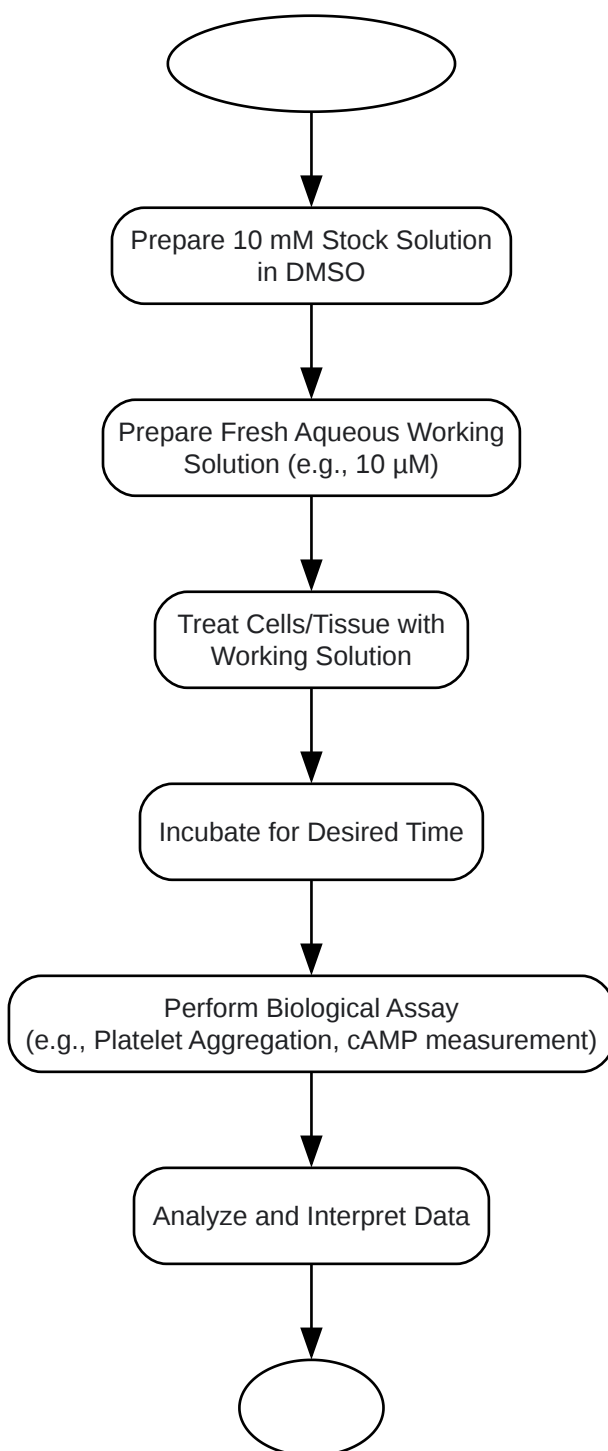 Prepare 10 mM Stock Solution
in DMSO
Prepare Fresh Aqueous Working
Solution (e.g., 10 µM)
Treat Cells/Tissue with
Working Solution
Incubate for Desired Time
Perform Biological Assay
(e.g., Platelet Aggregation, cAMP measurement)
Analyze and Interpret Data